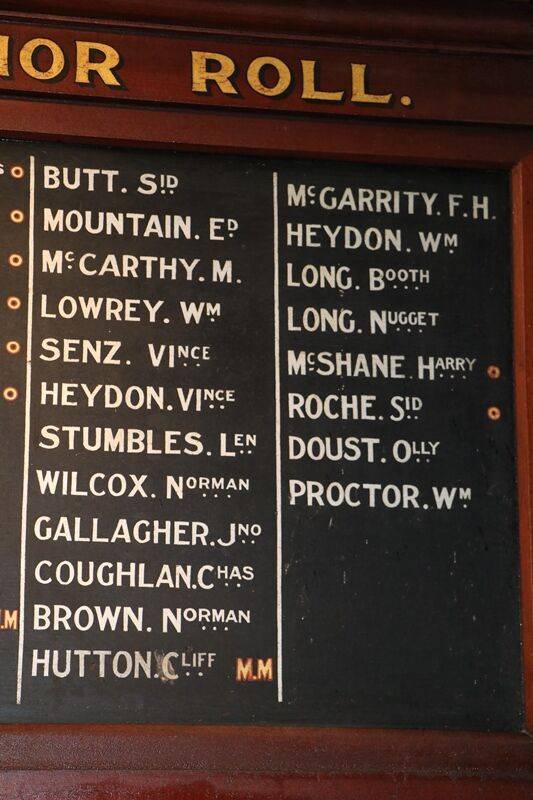 NOR ROLL.
BUTT. SID
MOUNTAIN. ED
McCARTHY. M.
LOWREY. WM
SENZ. VINCE
HEYDON. VINCE
STUMBLES. LEN
WILCOX. NORMAN
GALLAGHER. JNO
COUGHLAN. CHAS
BROWN. NORMAN
HUTTON. CLIFF M.M
McGARRITY. F.H.
HEYDON. WM
LONG. BOOTH
LONG. NUGGET
McSHANE. HARRY
ROCHE. SID
DOUST. OLLY
PROCTOR. WM